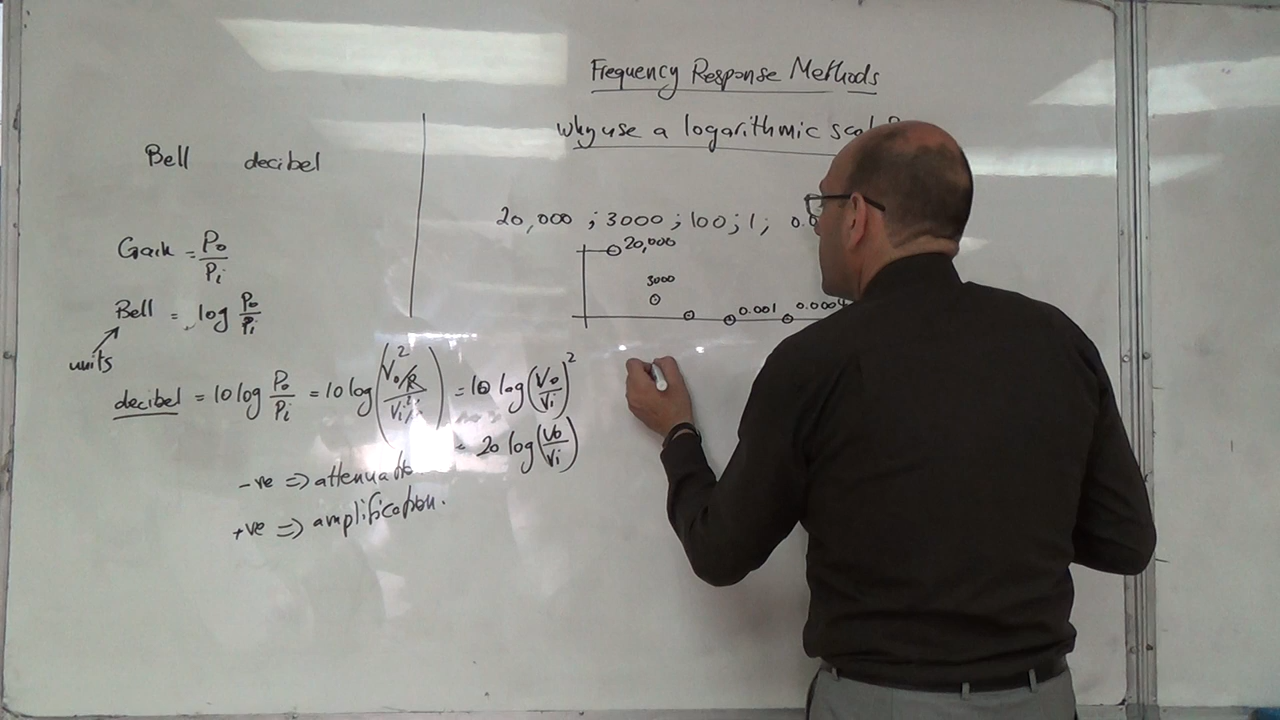 Frequency Response Methods
Why use a logarithmic
20,000 ; 3000 ; 100 ; 1 ;
20,000
3000
0.001
0.0004
Bell decibel
Gain = Po/Pi
Bell = log Po/Pi
units
decibel = 10 log Po/Pi = 10 log (Vo²/R / Vi²/R) = 10 log (Vo/Vi)²
= 20 log (Vo/Vi)
-ve =>
+ve => amplification.